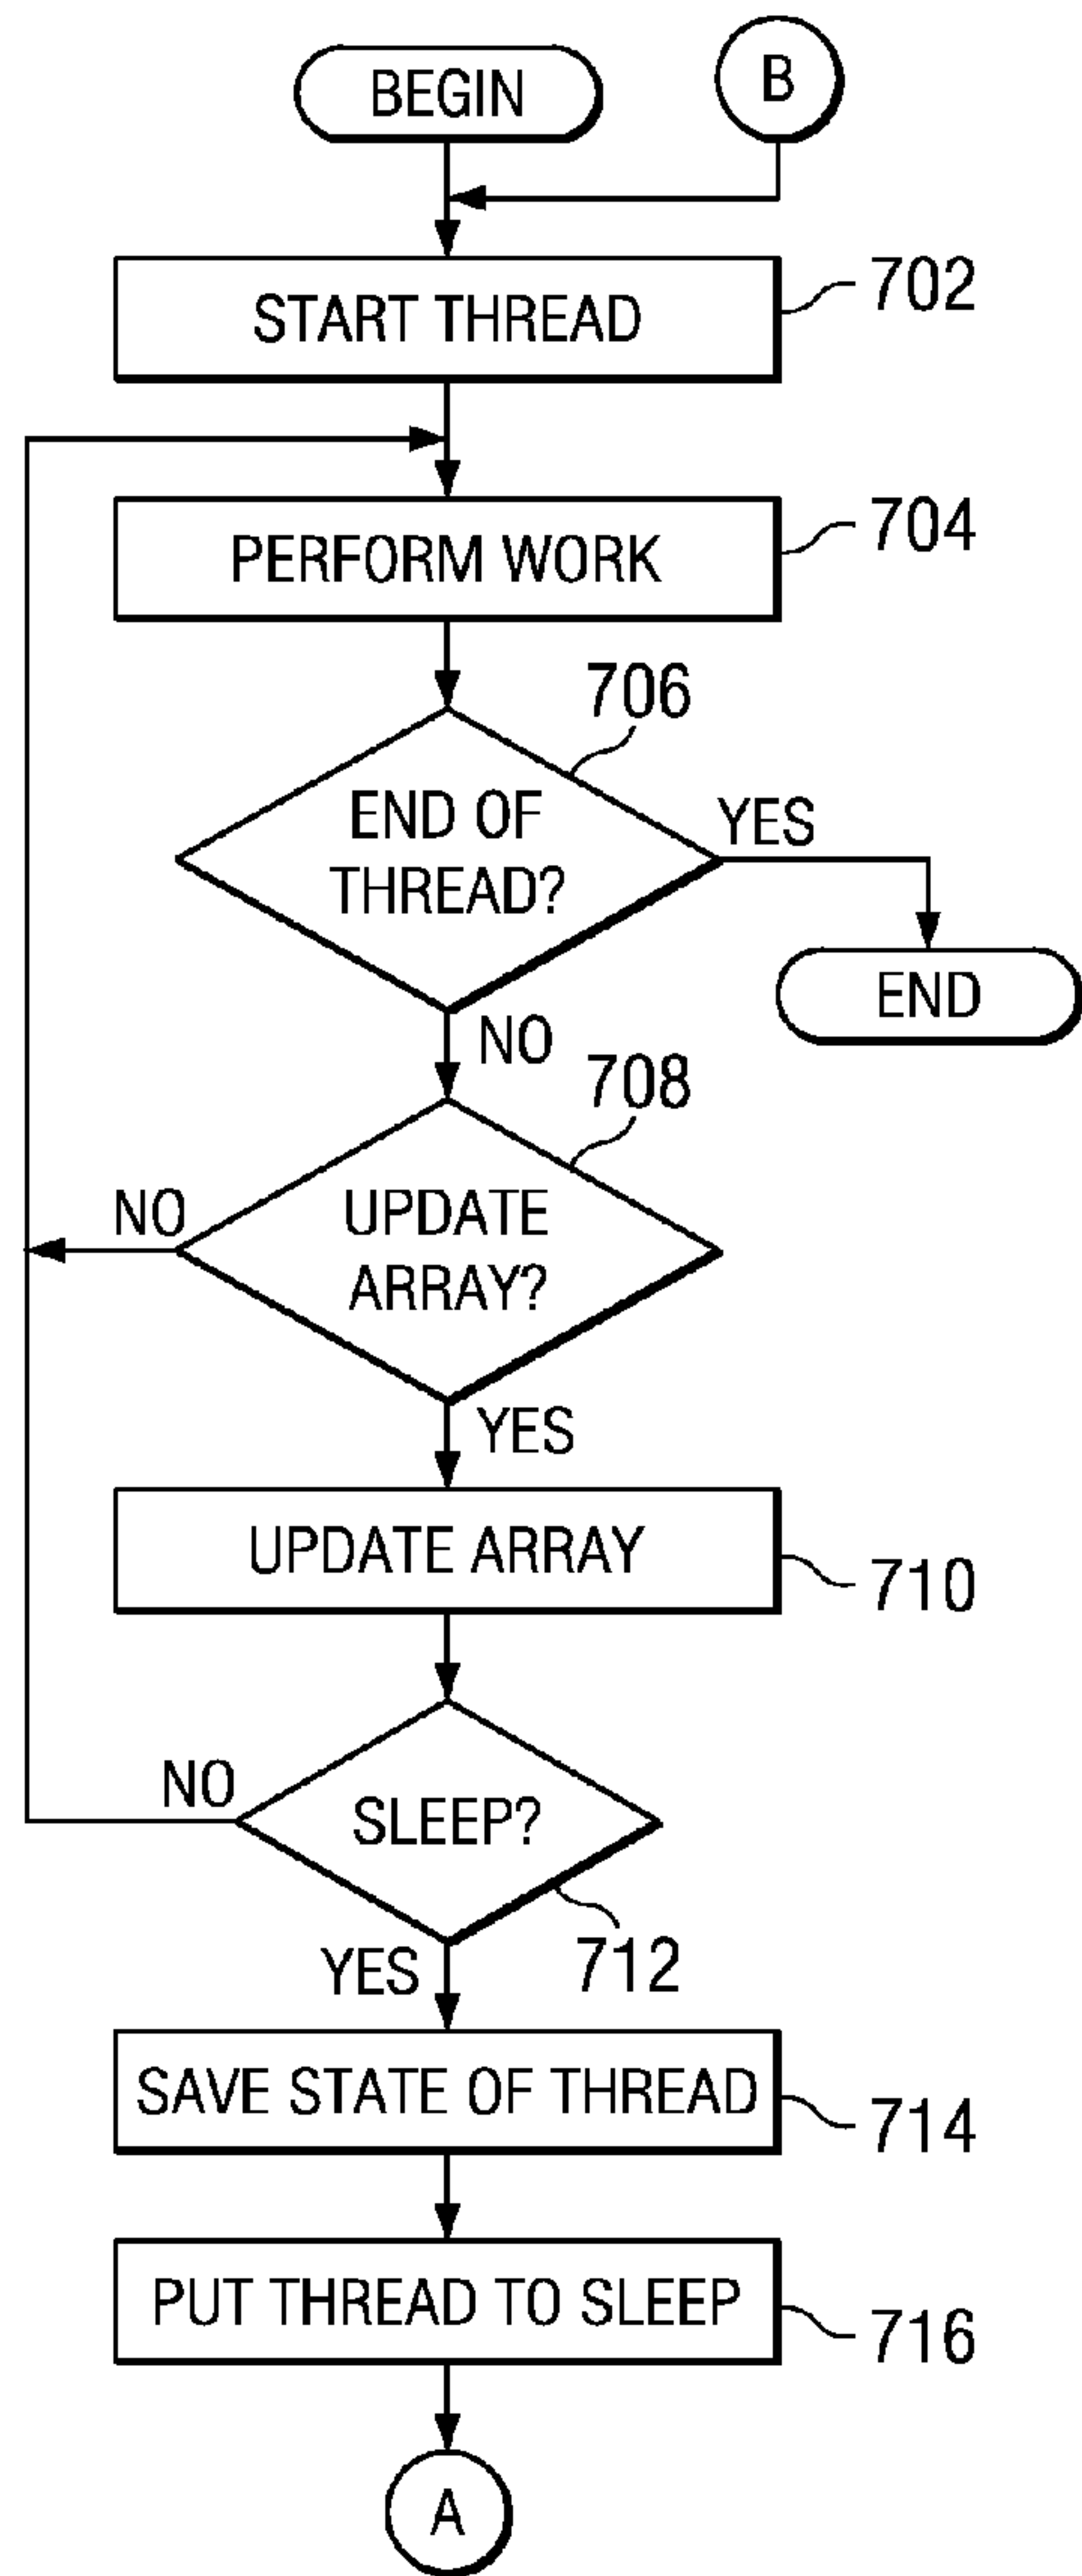 BEGIN
B
START THREAD
702
PERFORM WORK
704
706
END OF
THREAD?
YES
END
NO
708
NO
UPDATE
ARRAY?
YES
UPDATE ARRAY
710
NO
SLEEP?
YES
712
SAVE STATE OF THREAD
714
PUT THREAD TO SLEEP
716
A